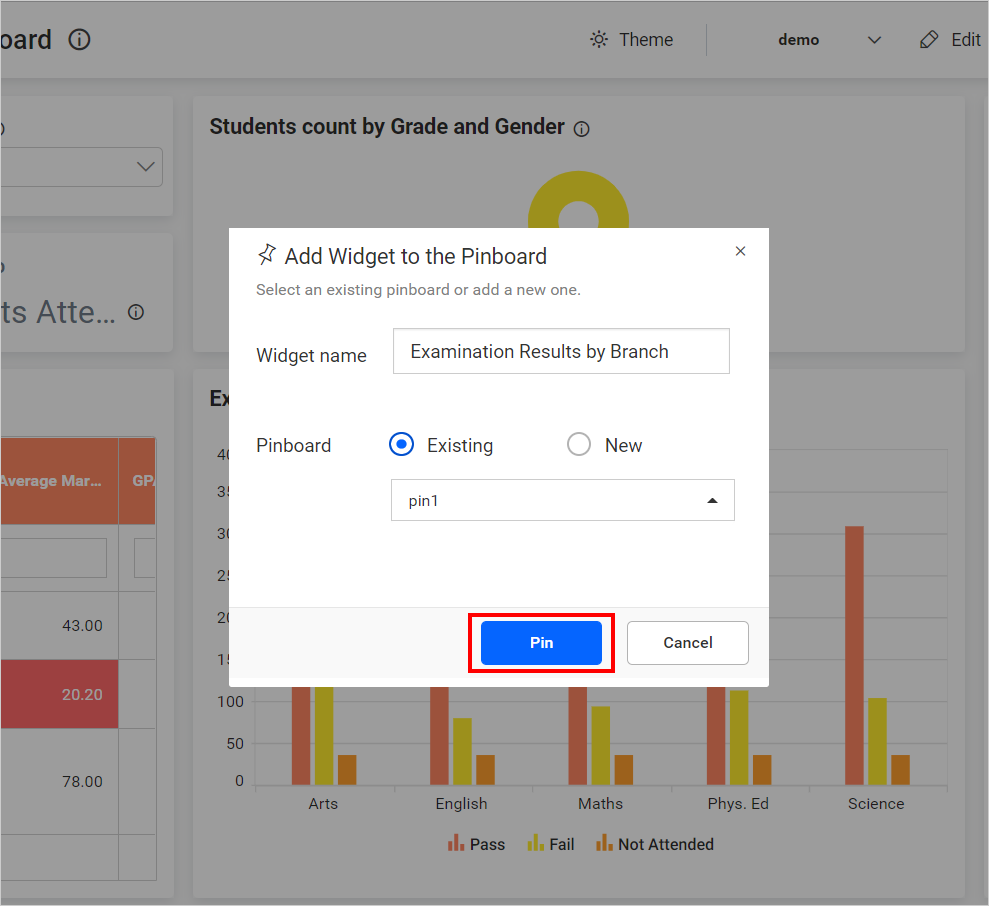 oard
Theme
demo
Edit
Students count by Grade and Gender
Add Widget to the Pinboard
Select an existing pinboard or add a new one.
ts Atte...
Widget name
Examination Results by Branch
Ex
Pinboard
Existing
New
pin1
Average Mar...
GPA
43.00
20.20
78.00
Pin
Cancel
40
35
30
25
20
15
100
50
0
Arts
English
Maths
Phys. Ed
Science
Pass
Fail
Not Attended